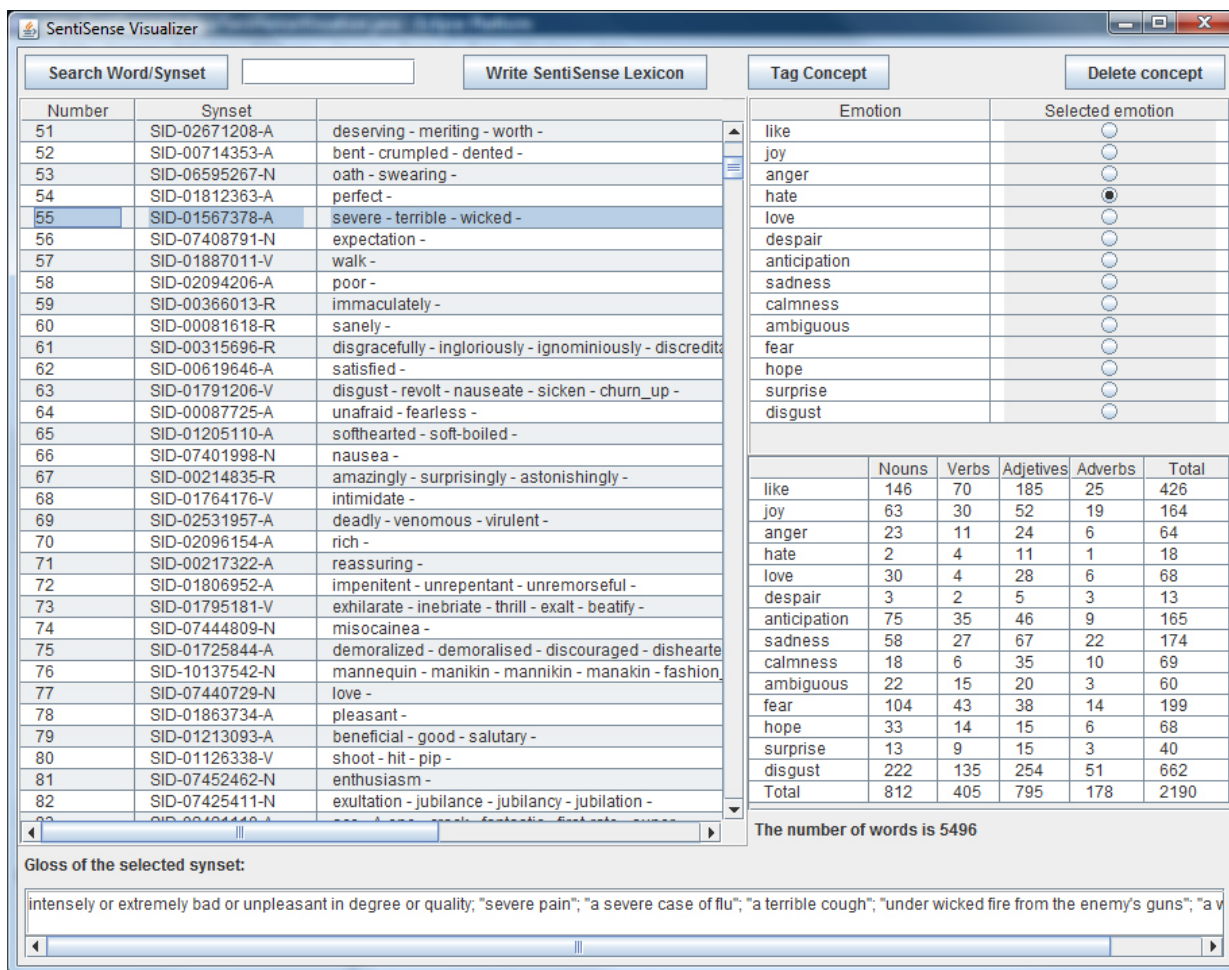 SentiSense Visualizer
Search Word/Synset Write SentiSense Lexicon Tag Concept Delete concept
Number Synset
51 SID-02671208-A deserving - meriting - worth -
52 SID-00714353-A bent - crumpled - dented -
53 SID-06595267-N oath - swearing -
54 SID-01812363-A perfect -
55 SID-01567378-A severe - terrible - wicked -
56 SID-07408791-N expectation -
57 SID-01887011-V walk -
58 SID-02094206-A poor -
59 SID-00366013-R immaculately -
60 SID-00081618-R sanely -
61 SID-00315696-R disgracefully - ingloriously - ignominiously - discredita
62 SID-00619646-A satisfied -
63 SID-01791206-V disgust - revolt - nauseate - sicken - churn_up -
64 SID-00087725-A unafraid - fearless -
65 SID-01205110-A softhearted - soft-boiled -
66 SID-07401998-N nausea -
67 SID-00214835-R amazingly - surprisingly - astonishingly -
68 SID-01764176-V intimidate -
69 SID-02531957-A deadly - venomous - virulent -
70 SID-02096154-A rich -
71 SID-00217322-A reassuring -
72 SID-01806952-A impenitent - unrepentant - unremorseful -
73 SID-01795181-V exhilarate - inebriate - thrill - exalt - beatify -
74 SID-07444809-N misocainea -
75 SID-01725844-A demoralized - demoralised - discouraged - dishearte
76 SID-10137542-N mannequin - manikin - mannikin - manakin - fashion_
77 SID-07440729-N love -
78 SID-01863734-A pleasant -
79 SID-01213093-A beneficial - good - salutary -
80 SID-01126338-V shoot - hit - pip -
81 SID-07452462-N enthusiasm -
82 SID-07425411-N exultation - jubilance - jubilancy - jubilation -
Emotion Selected emotion
like
joy
anger
hate
love
despair
anticipation
sadness
calmness
ambiguous
fear
hope
surprise
disgust
Nouns Verbs Adjetives Adverbs Total
like 146 70 185 25 426
joy 63 30 52 19 164
anger 23 11 24 6 64
hate 2 4 11 1 18
love 30 4 28 6 68
despair 3 2 5 3 13
anticipation 75 35 46 9 165
sadness 58 27 67 22 174
calmness 18 6 35 10 69
ambiguous 22 15 20 3 60
fear 104 43 38 14 199
hope 33 14 15 6 68
surprise 13 9 15 3 40
disgust 222 135 254 51 662
Total 812 405 795 178 2190
The number of words is 5496
Gloss of the selected synset:
intensely or extremely bad or unpleasant in degree or quality; "severe pain"; "a severe case of flu"; "a terrible cough"; "under wicked fire from the enemy's guns"; "a w